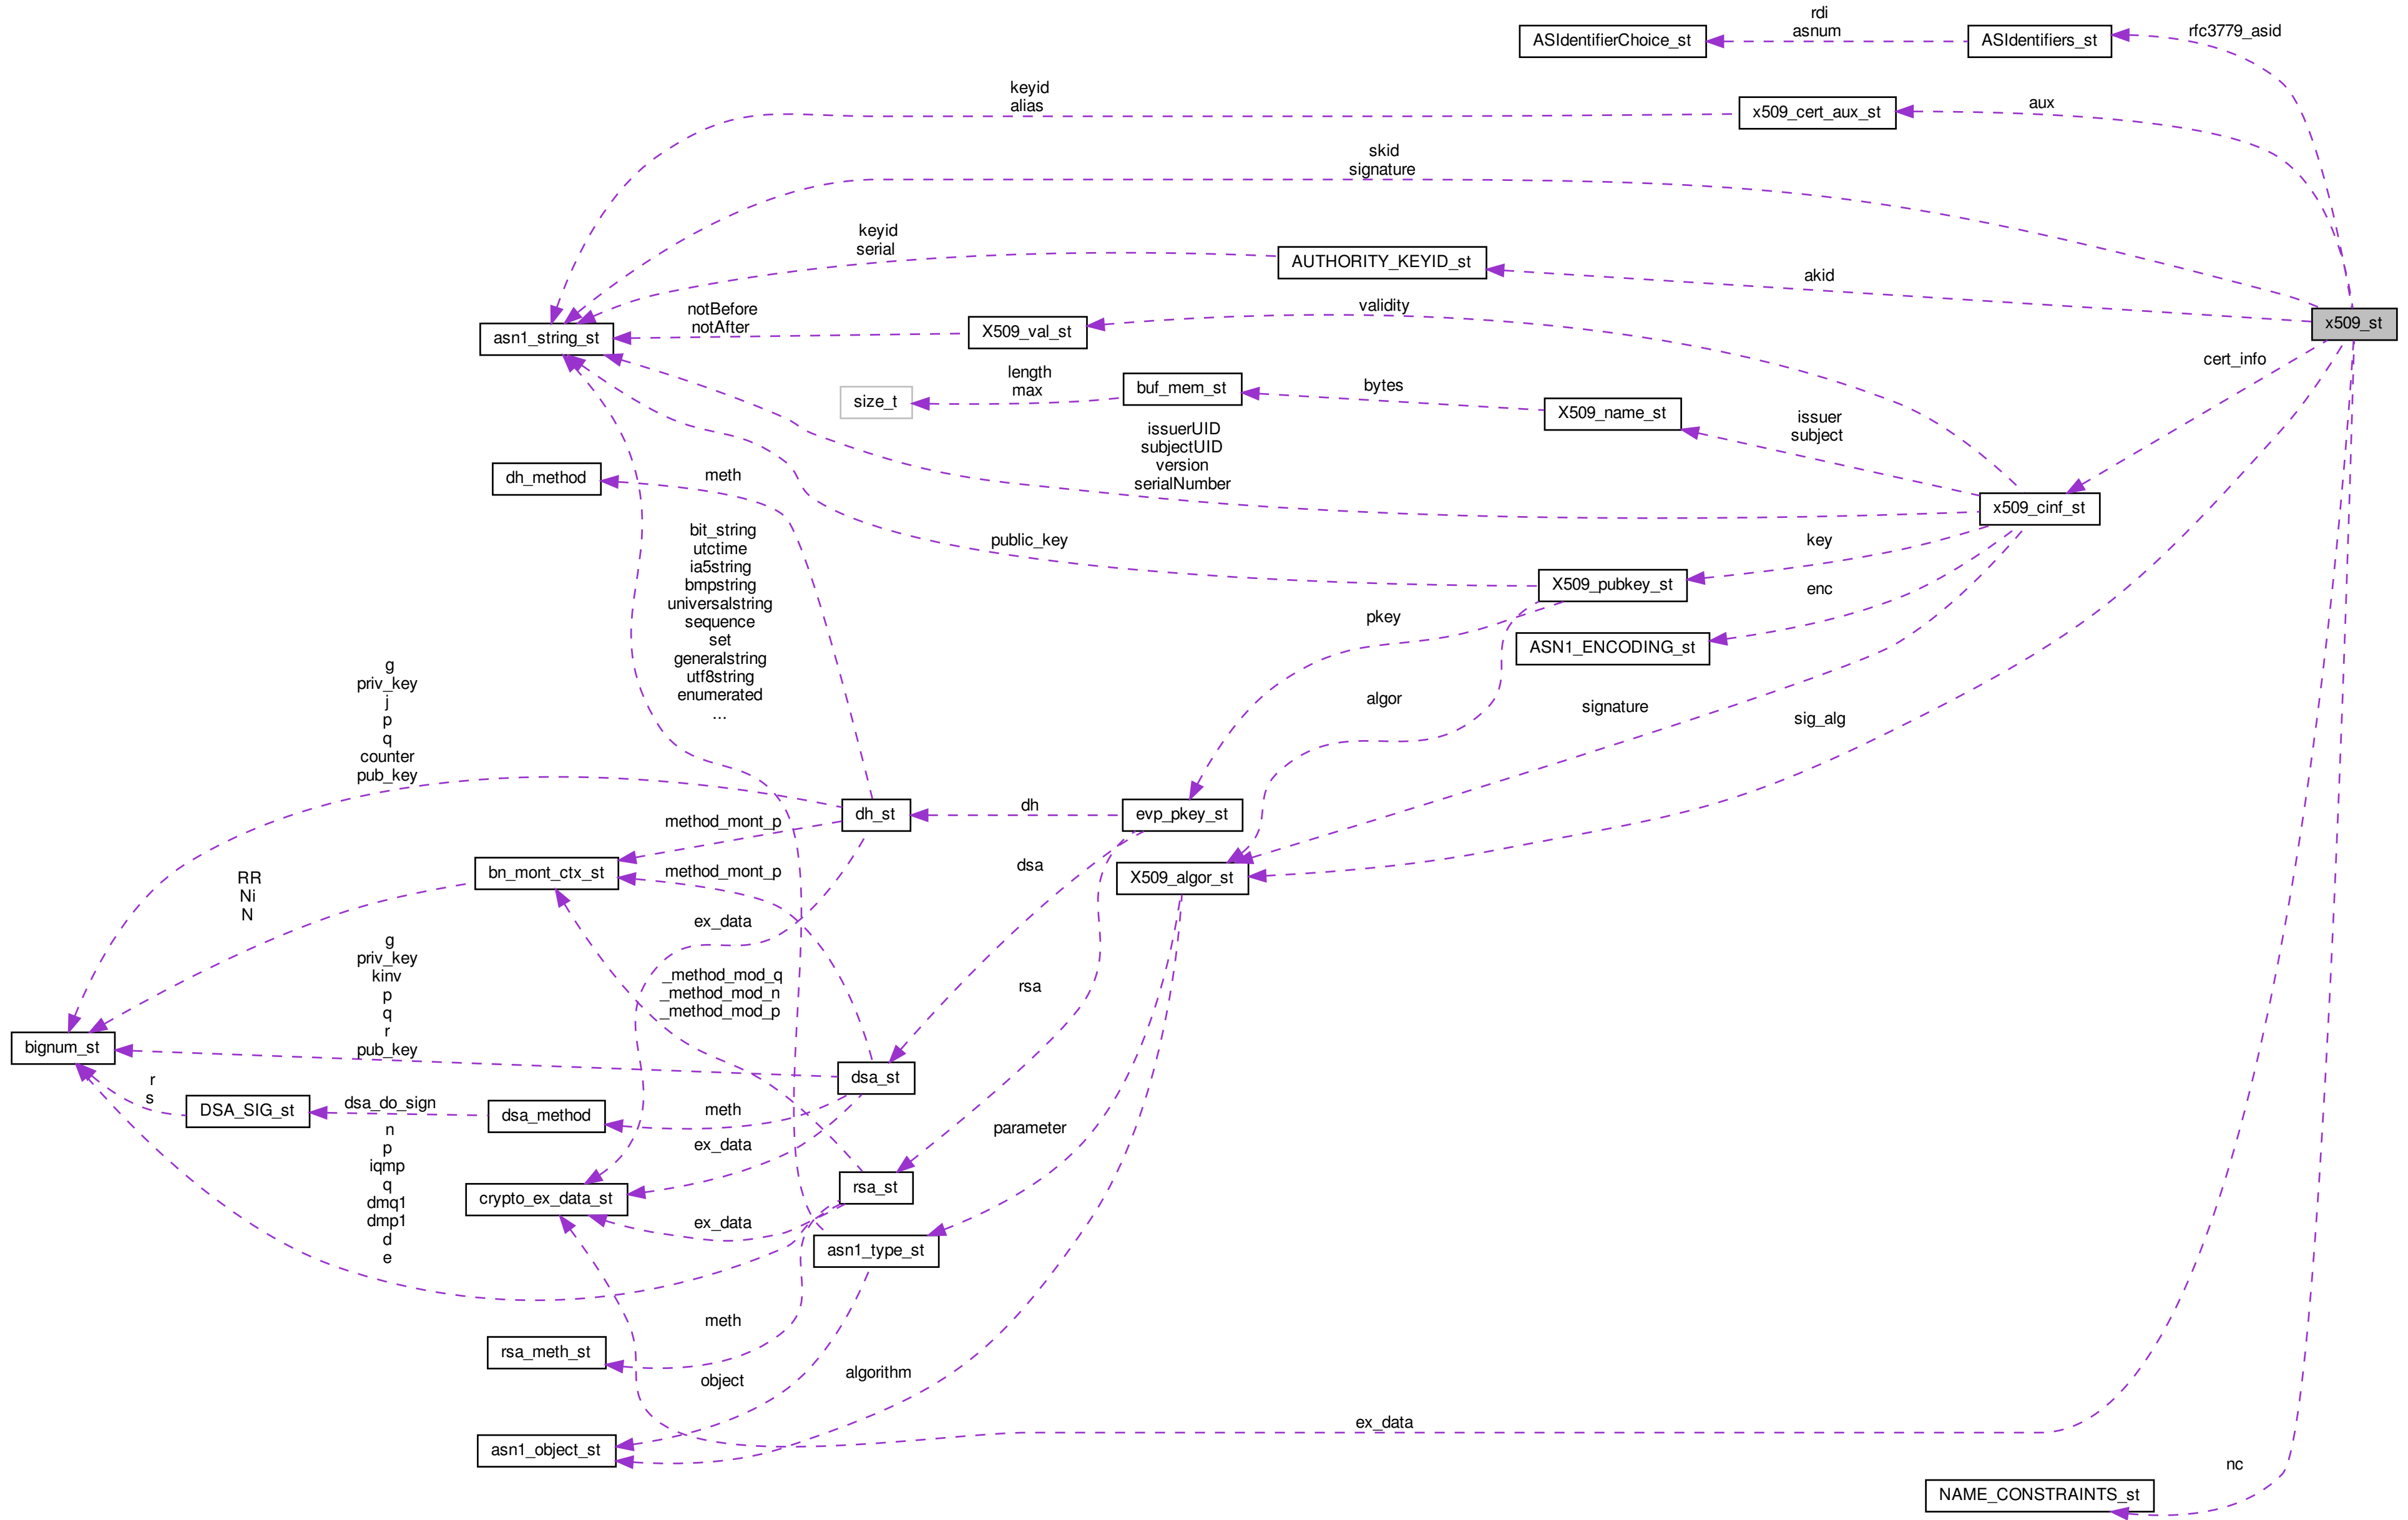 rdi
asnum
rfc3779_asid
ASIdentifierChoice_st
ASIdentifiers_st
keyid
alias
aux
x509_cert_aux_st
skid
signature
keyid
serial
AUTHORITY_KEYID_st
akid
notBefore
notAfter
validity
x509_st
asn1_string_st
X509_val_st
cert_info
length
max
buf_mem_st
bytes
size_t
X509_name_st
issuer
subject
issuerUID
subjectUID
version
serialNumber
dh_method
meth
x509_cinf_st
bit_string
utctime
ia5string
bmpstring
universalstring
sequence
set
generalstring
utf8string
enumerated
...
public_key
key
X509_pubkey_st
enc
pkey
ASN1_ENCODING_st
algor
signature
sig_alg
g
priv_key
j
p
q
counter
pub_key
dh_st
dh
evp_pkey_st
method_mont_p
bn_mont_ctx_st
method_mont_p
dsa
X509_algor_st
RR
Ni
N
ex_data
g
priv_key
kinv
p
q
r
pub_key
_method_mod_q
_method_mod_n
_method_mod_p
rsa
bignum_st
dsa_st
r
s
DSA_SIG_st
dsa_do_sign
dsa_method
meth
parameter
n
p
iqmp
q
dmq1
dmp1
d
e
ex_data
crypto_ex_data_st
rsa_st
ex_data
asn1_type_st
meth
rsa_meth_st
object
algorithm
ex_data
asn1_object_st
nc
NAME_CONSTRAINTS_st